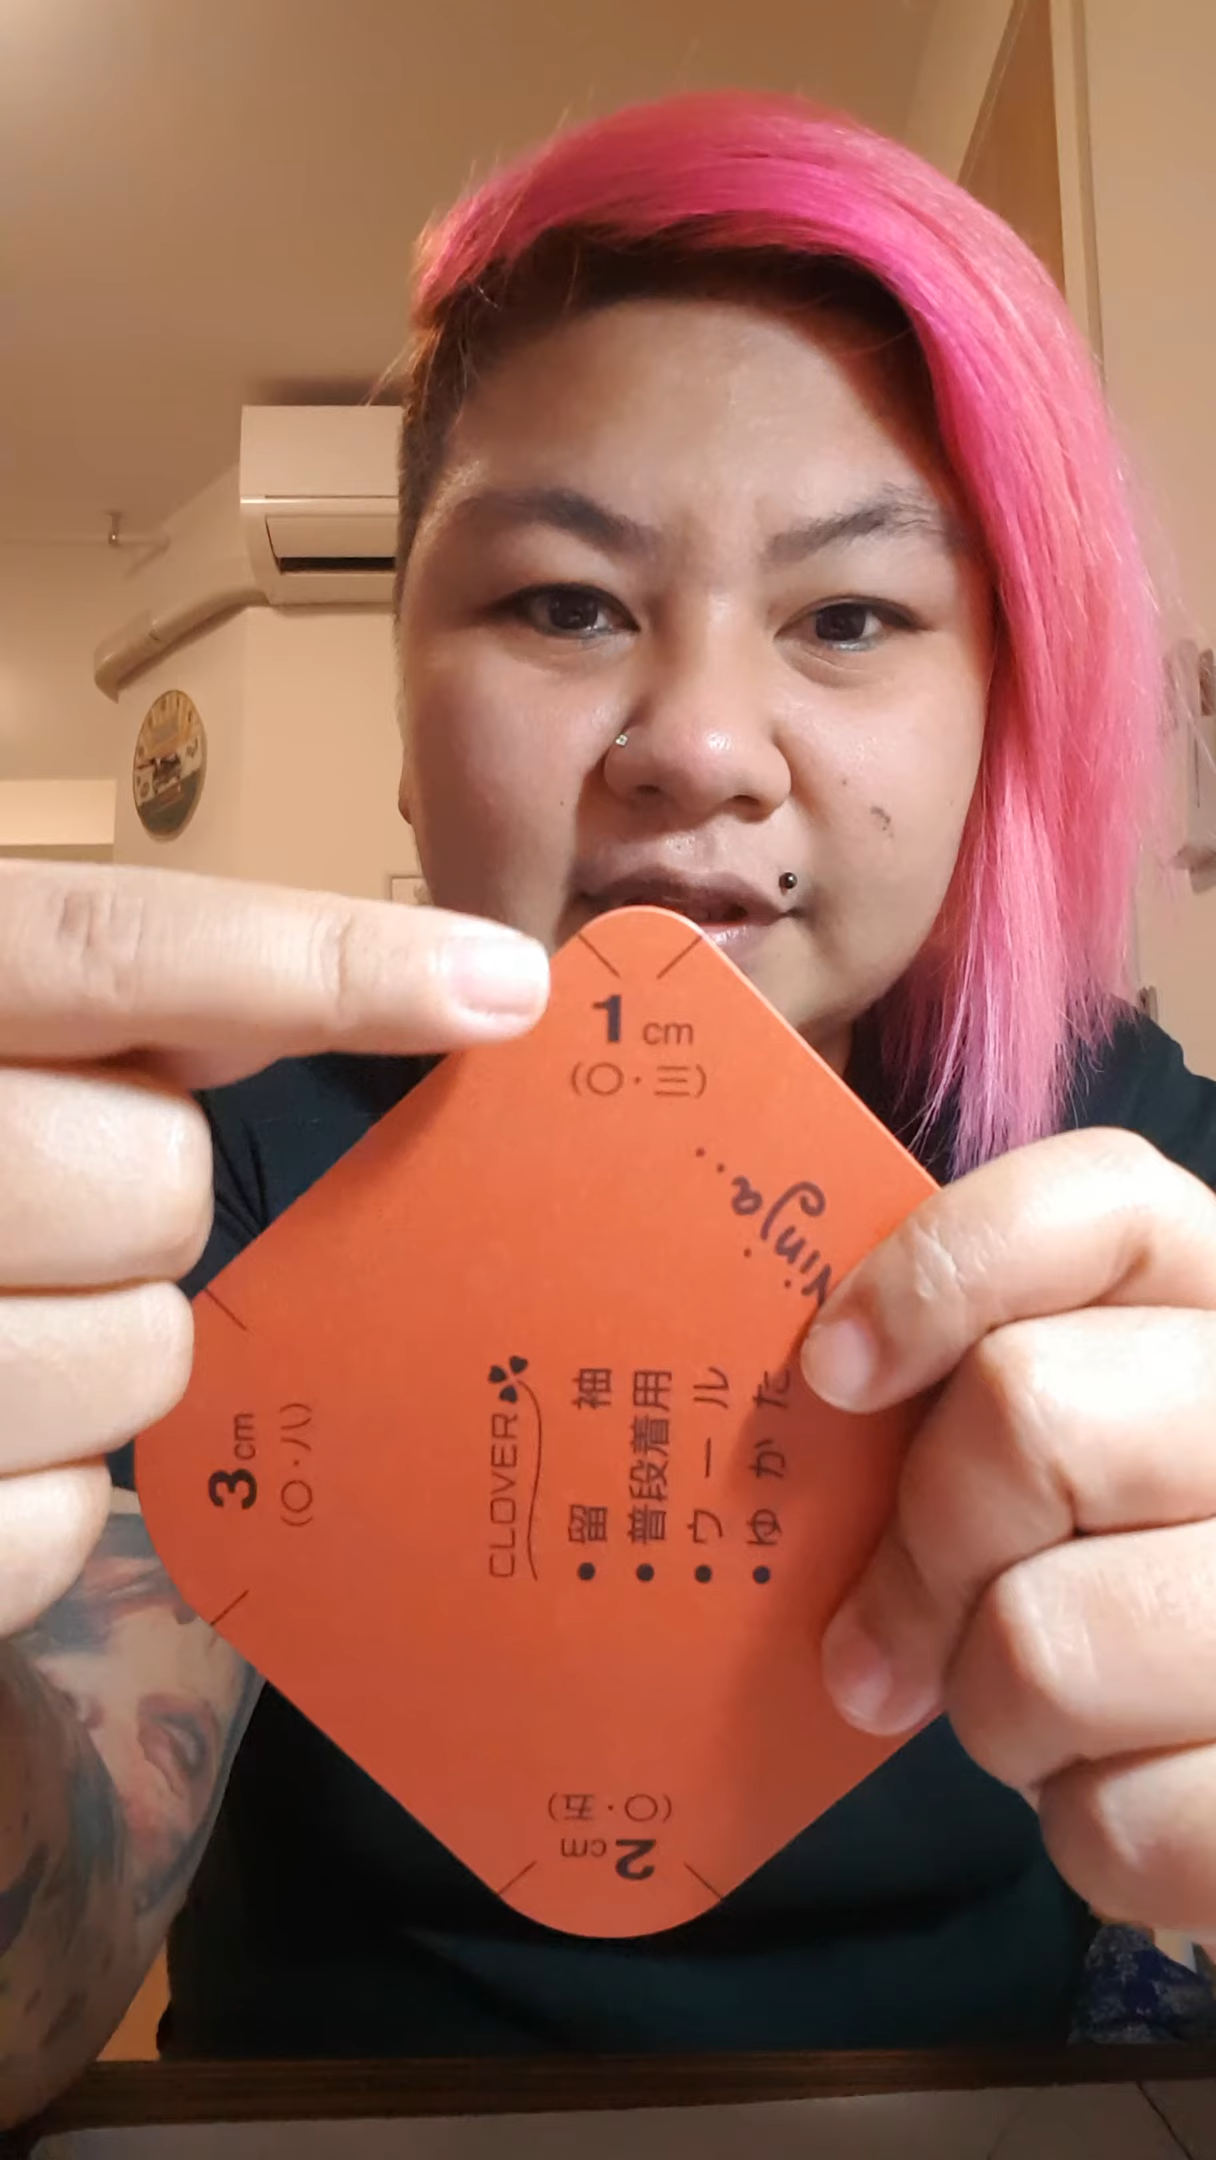 1 cm
(〇・三)
Ninja...
3 cm
(〇・八)
CLOVER
• 留袖
• 普段着用
• ウール
• ゆかた
2 cm
(〇・五)